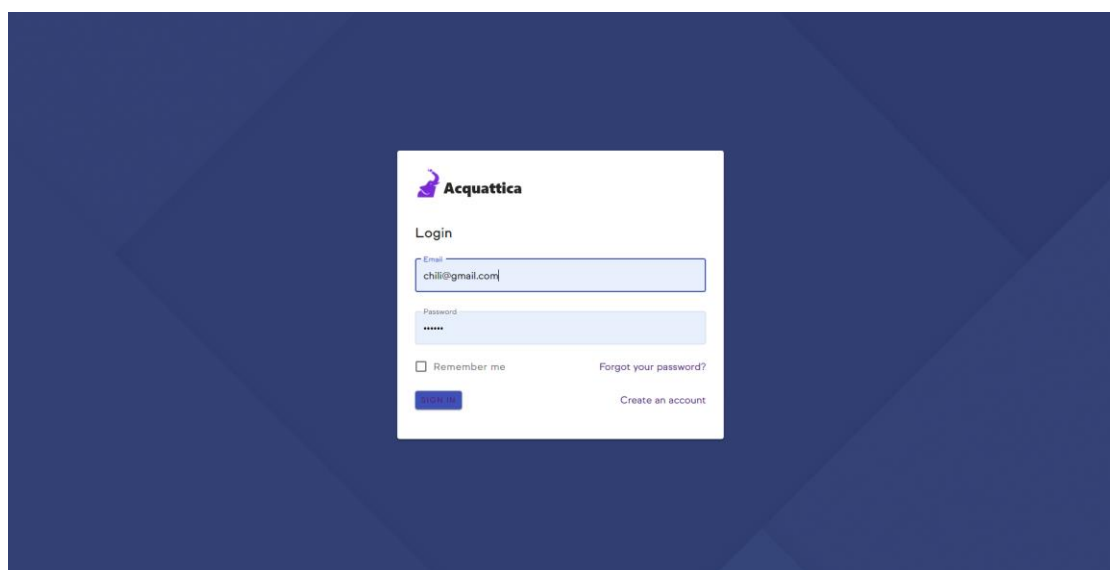 Acquattica
Login
Email
chili@gmail.com
Password
••••••
Remember me
Forgot your password?
SIGN IN
Create an account